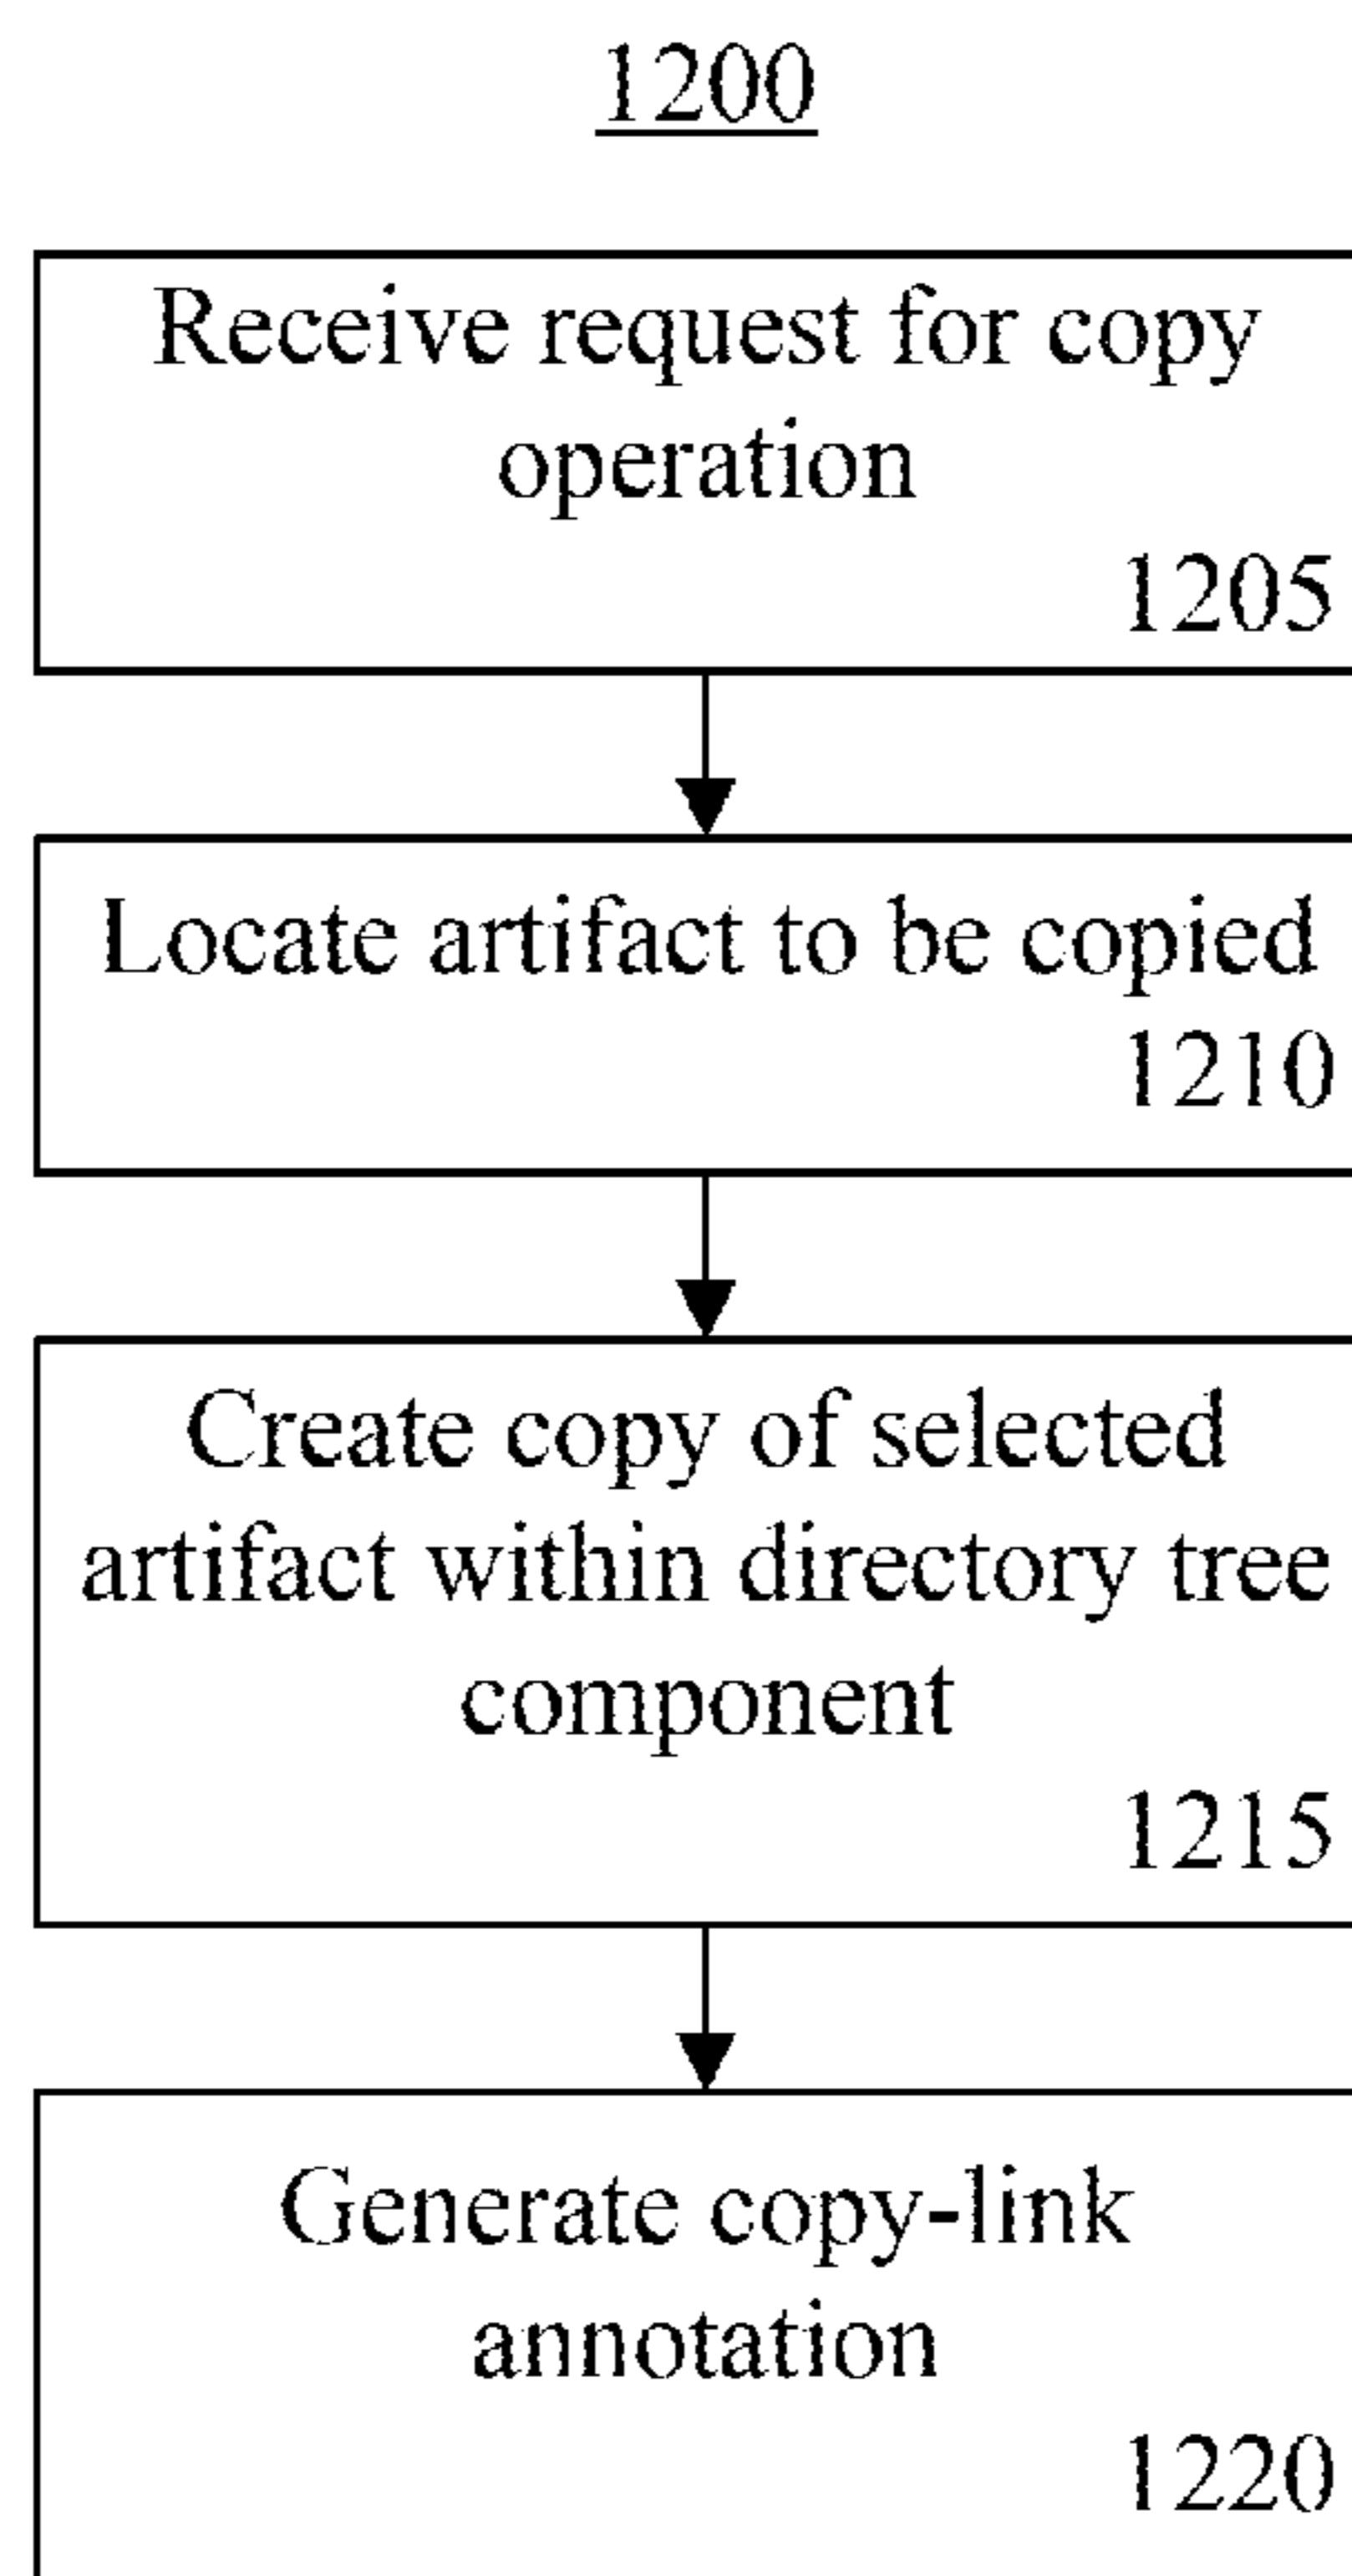 1200
Receive request for copy
operation
1205
Locate artifact to be copied
1210
Create copy of selected
artifact within directory tree
component
1215
Generate copy-link
annotation
1220